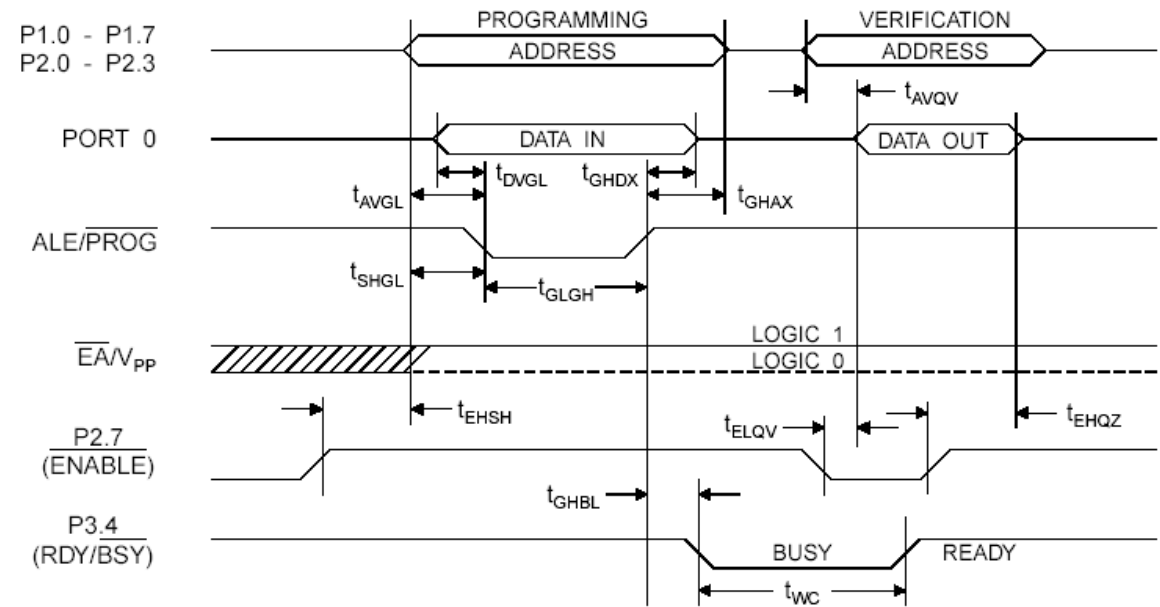 PROGRAMMING VERIFICATION
P1.0 - P1.7
P2.0 - P2.3
ADDRESS ADDRESS
tAVQV
PORT 0 DATA IN DATA OUT
tDVGL tGHDX
tAVGL tGHAX
ALE/PROG
tSHGL tGLGH
LOGIC 1
EA/VPP
LOGIC 0
tEHSH tELQV tEHQZ
P2.7
(ENABLE)
tGHBL
P3.4
(RDY/BSY) BUSY READY
tWC